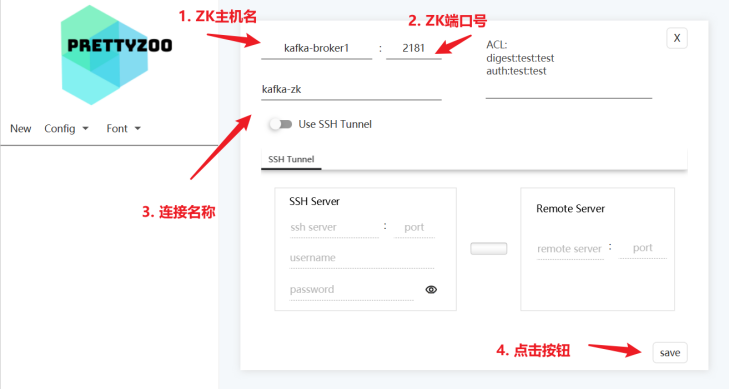 1. ZK主机名
2. ZK端口号
PRETTYZOO
kafka-broker1 : 2181
ACL:
digest:test:test
auth:test:test
X
kafka-zk
New Config Font
Use SSH Tunnel
SSH Tunnel
3. 连接名称
SSH Server
ssh server : port
username
password
Remote Server
remote server : port
4. 点击按钮
save